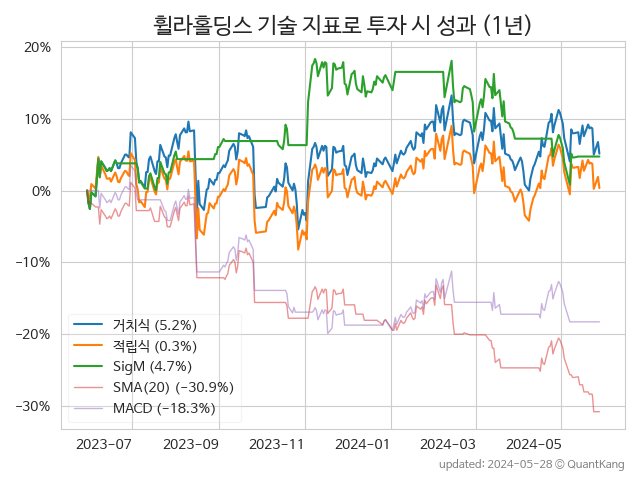 휠라홀딩스 기술 지표로 투자 시 성과 (1년)
20%
10%
0%
−10%
−20%
−30%
거치식 (5.2%)
적립식 (0.3%)
SigM (4.7%)
SMA(20) (−30.9%)
MACD (−18.3%)
2023-07
2023-09
2023-11
2024-01
2024-03
2024-05
updated: 2024-05-28 © QuantKang